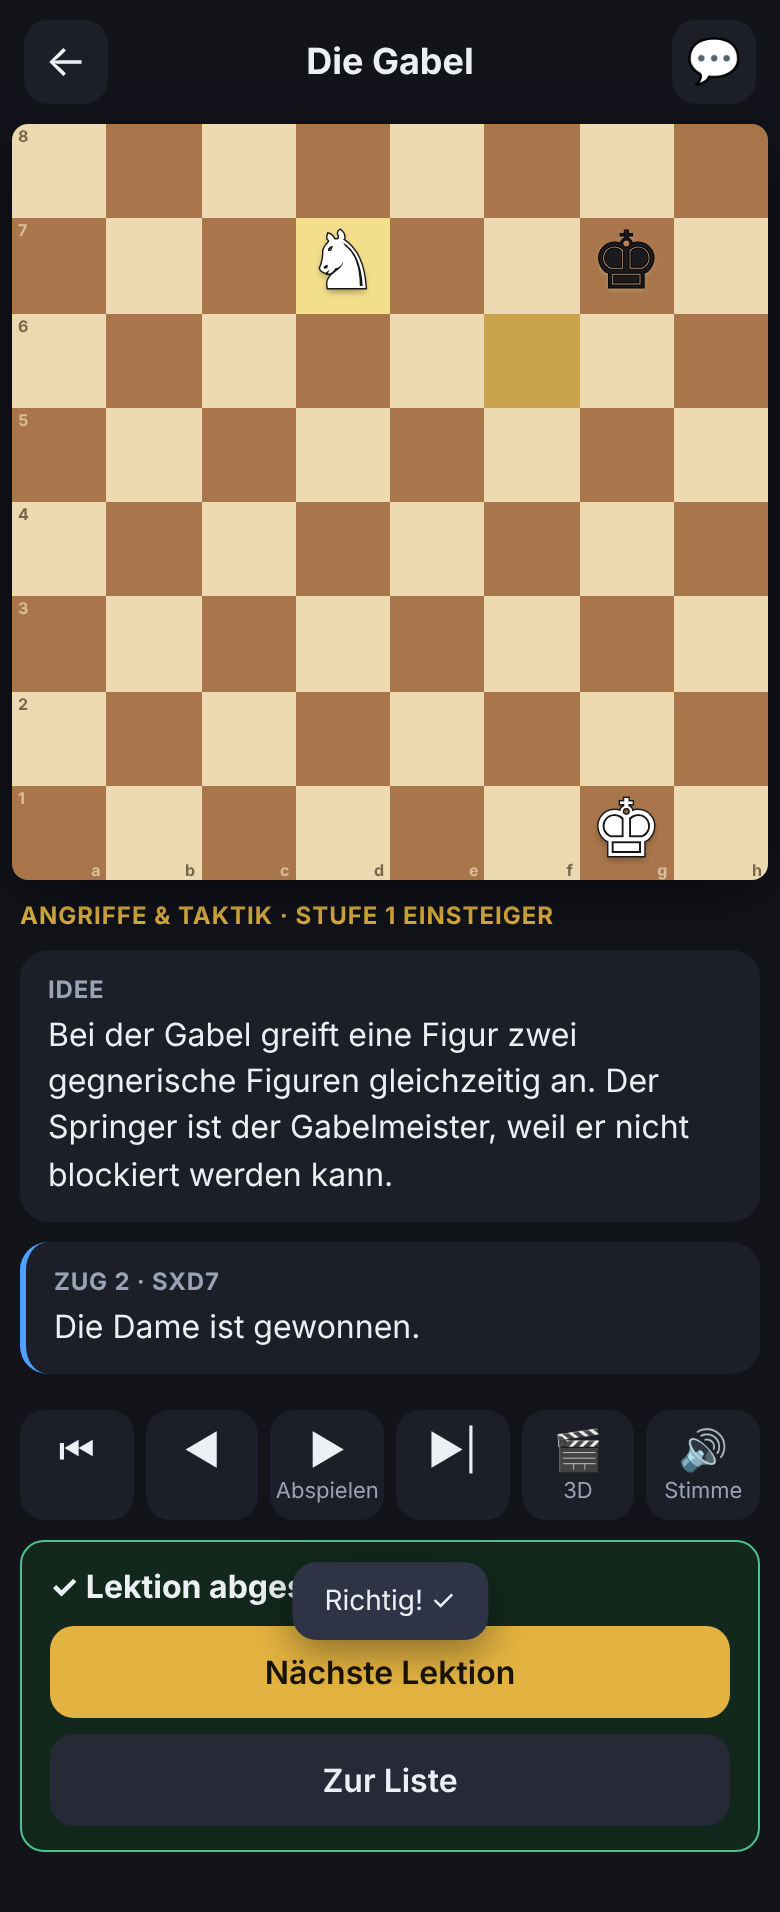 Die Gabel
8
7
6
5
4
3
2
1
a b c d e f g h
ANGRIFFE & TAKTIK · STUFE 1 EINSTEIGER
IDEE
Bei der Gabel greift eine Figur zwei
gegnerische Figuren gleichzeitig an. Der
Springer ist der Gabelmeister, weil er nicht
blockiert werden kann.
ZUG 2 · SXD7
Die Dame ist gewonnen.
Abspielen 3D Stimme
✓ Lektion
Richtig! ✓
Nächste Lektion
Zur Liste